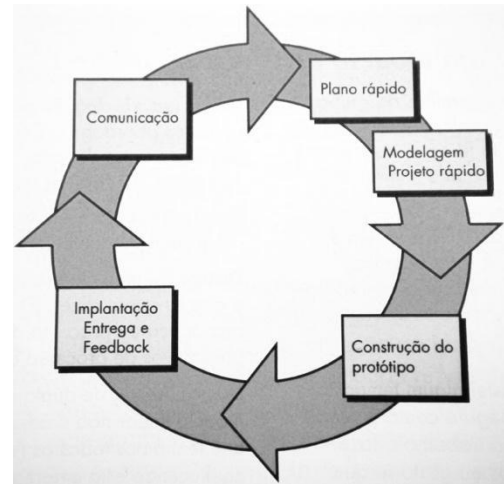 Comunicação
Plano rápido
Modelagem
Projeto rápido
Construção do
protótipo
Implantação
Entrega e
Feedback